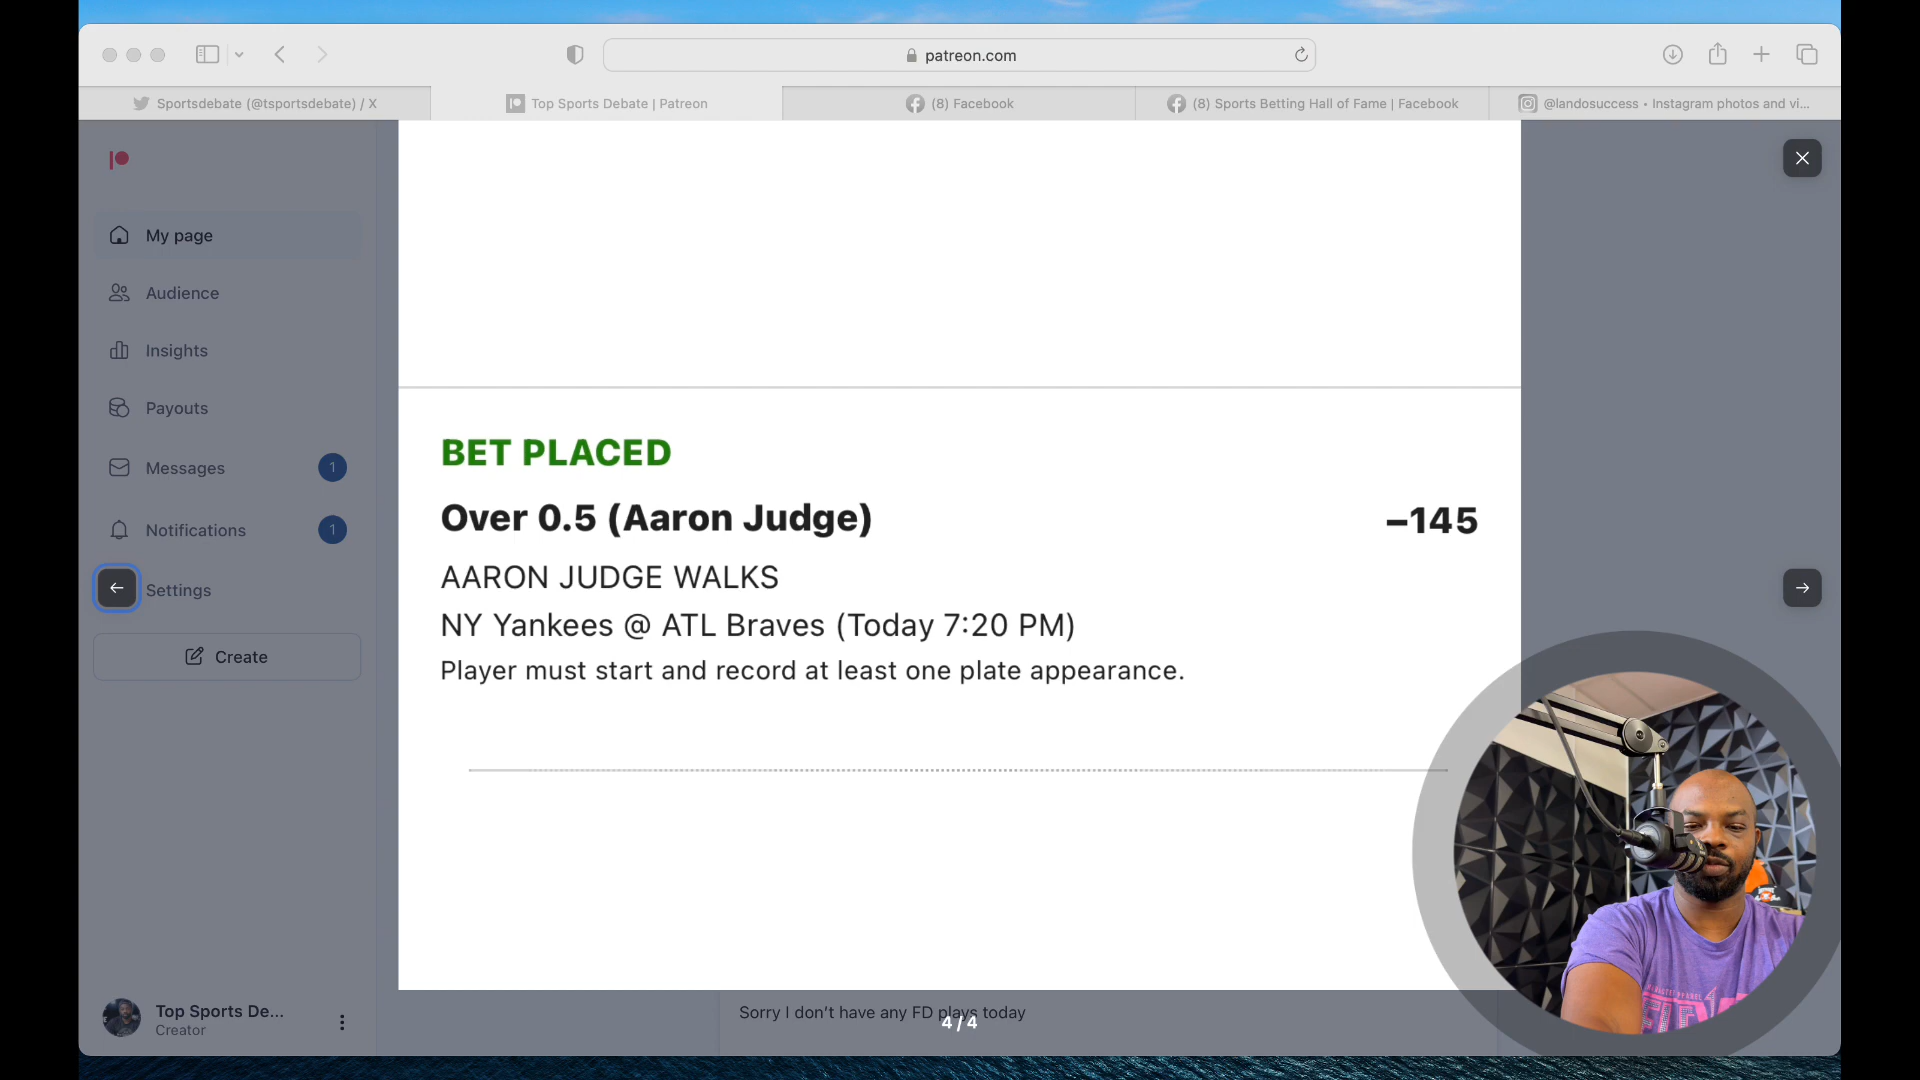 patreon.com
Sportsdebate (@tsportsdebate) / X
Top Sports Debate | Patreon
(8) Facebook
(8) Sports Betting Hall of Fame | Facebook
@landosuccess • Instagram photos and vi...
My page
Audience
Insights
Payouts
Messages
1
Notifications
1
Settings
Create
BET PLACED
Over 0.5 (Aaron Judge)
–145
AARON JUDGE WALKS
NY Yankees @ ATL Braves (Today 7:20 PM)
Player must start and record at least one plate appearance.
Top Sports De...
Creator
Sorry I don't have any FD plays today
4 / 4